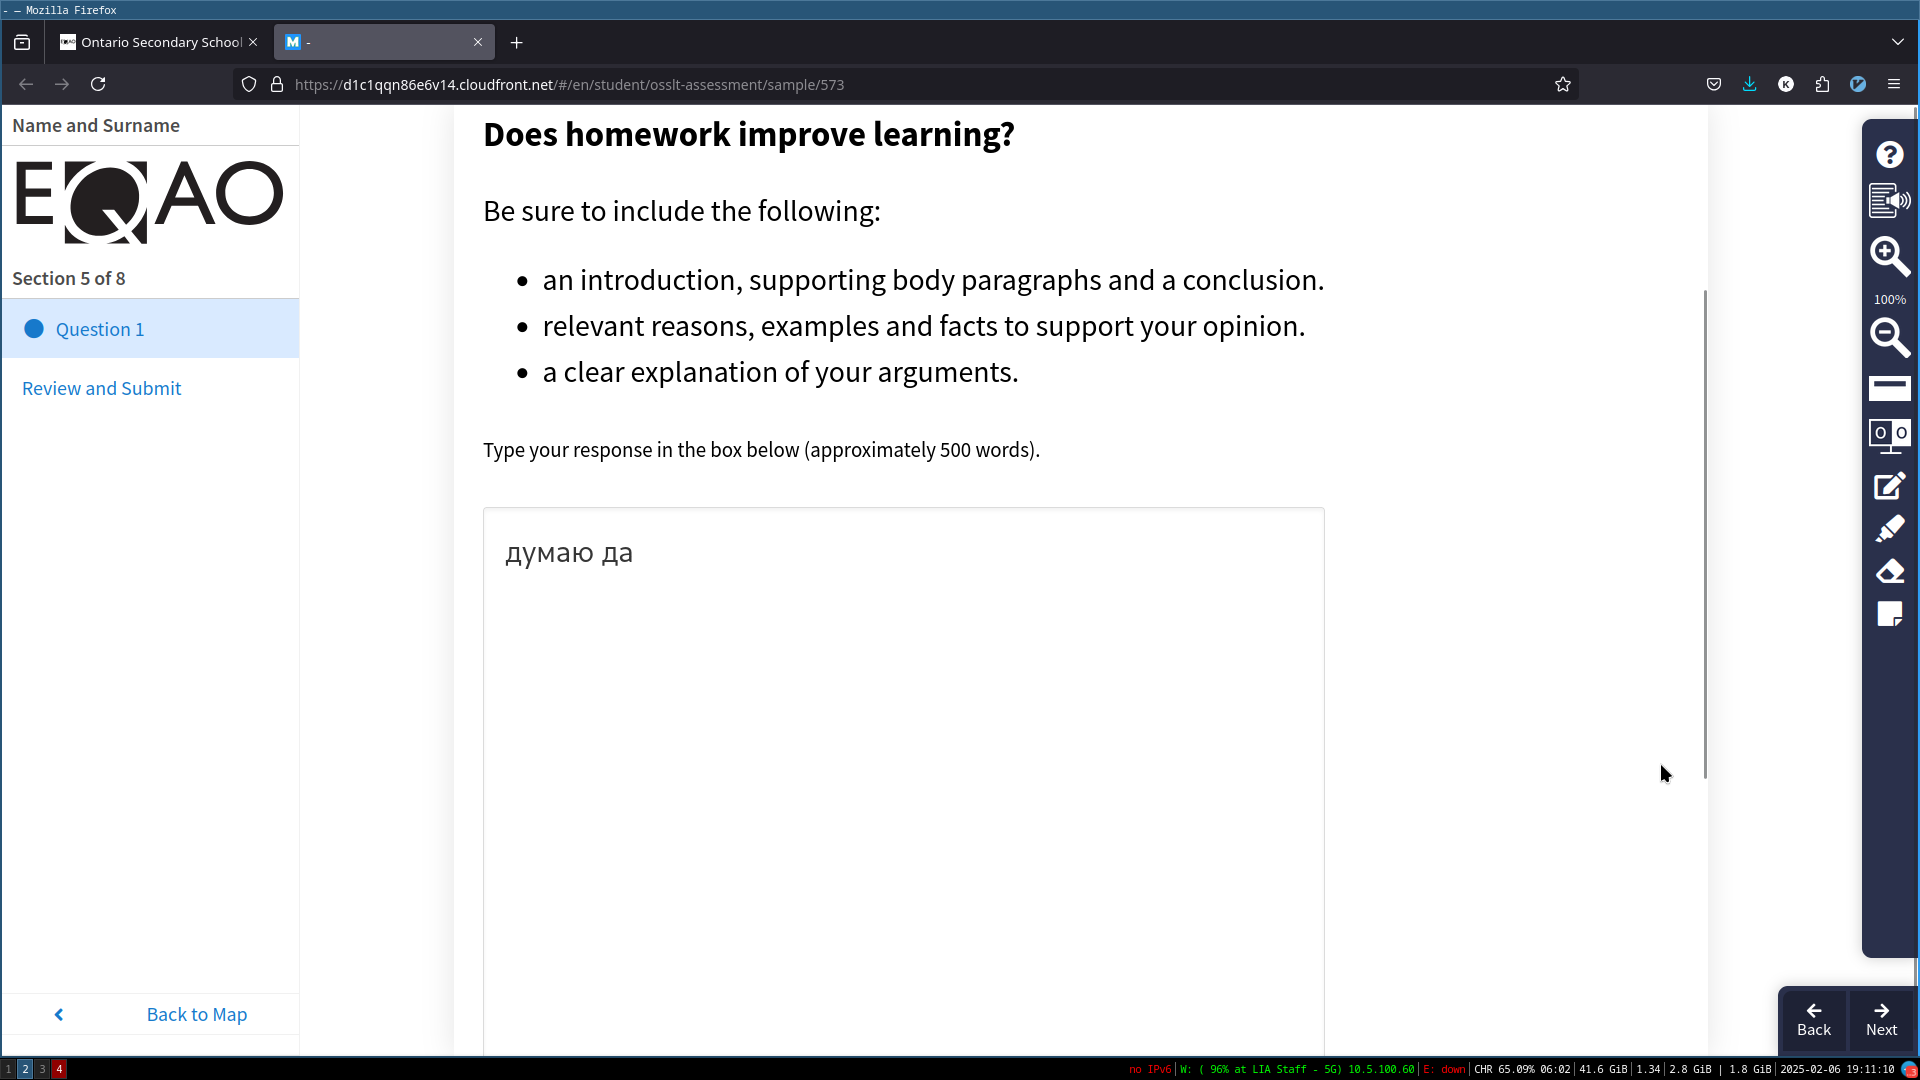 - — Mozilla Firefox
Ontario Secondary School
M -
https://d1c1qqn86e6v14.cloudfront.net/#/en/student/osslt-assessment/sample/573
K
Name and Surname
EQAO
Section 5 of 8
Question 1
Review and Submit
Back to Map
Does homework improve learning?
Be sure to include the following:
• an introduction, supporting body paragraphs and a conclusion.
• relevant reasons, examples and facts to support your opinion.
• a clear explanation of your arguments.
Type your response in the box below (approximately 500 words).
думаю да
100%
Back
Next
1 2 3 4
no IPv6 | W: ( 96% at LIA Staff - 5G) 10.5.100.60 | E: down | CHR 65.09% 06:02 | 41.6 GiB | 1.34 | 2.8 GiB | 1.8 GiB | 2025-02-06 19:11:10